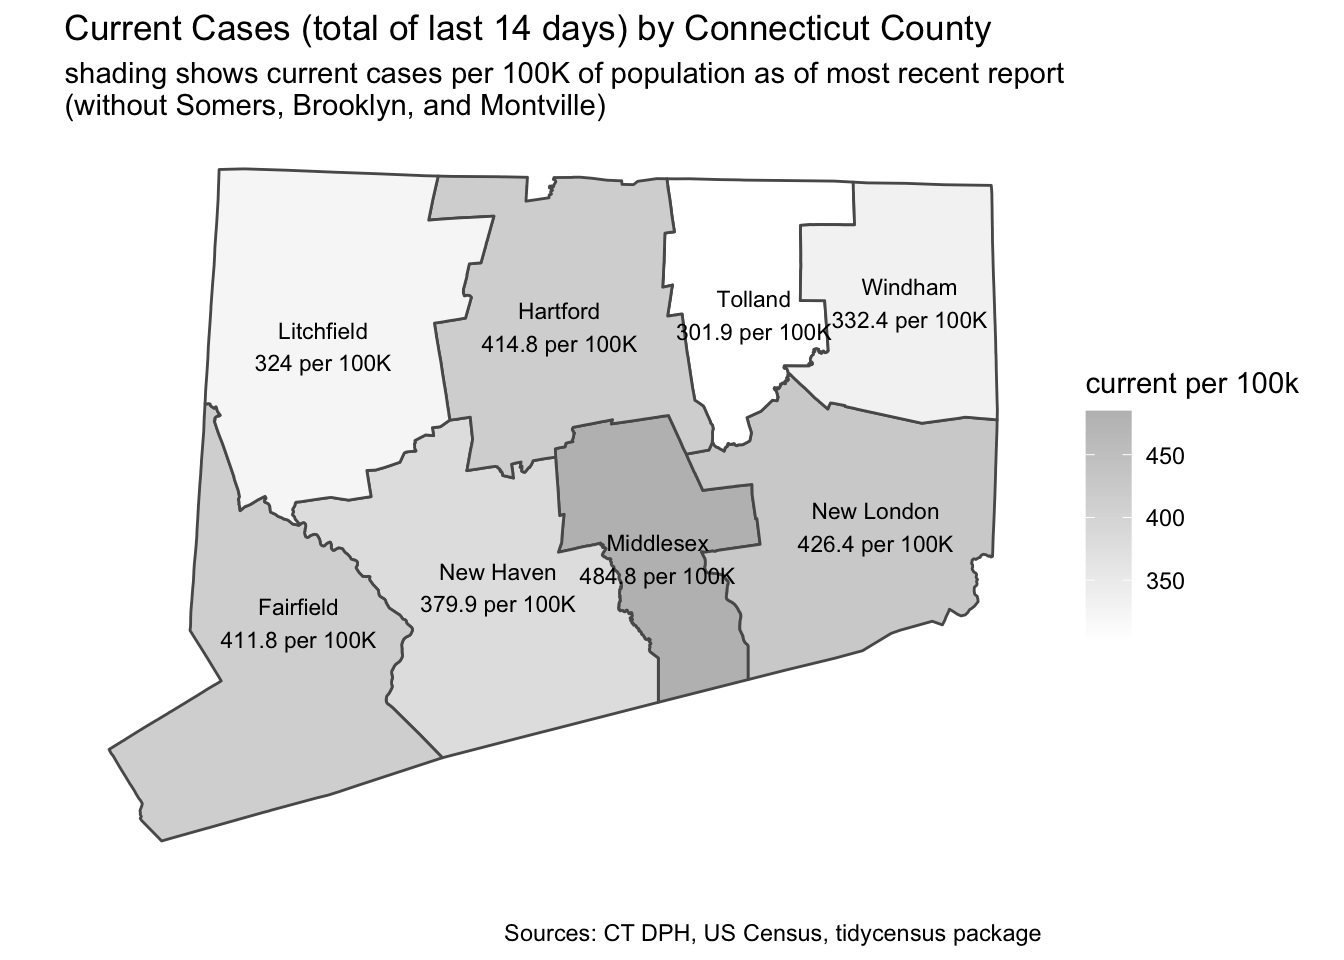 Current Cases (total of last 14 days) by Connecticut County
shading shows current cases per 100K of population as of most recent report
(without Somers, Brooklyn, and Montville)
Litchfield
324 per 100K
Hartford
414.8 per 100K
Tolland
301.9 per 100K
Windham
332.4 per 100K
Fairfield
411.8 per 100K
New Haven
379.9 per 100K
Middlesex
484.8 per 100K
New London
426.4 per 100K
current per 100k
450
400
350
Sources: CT DPH, US Census, tidycensus package